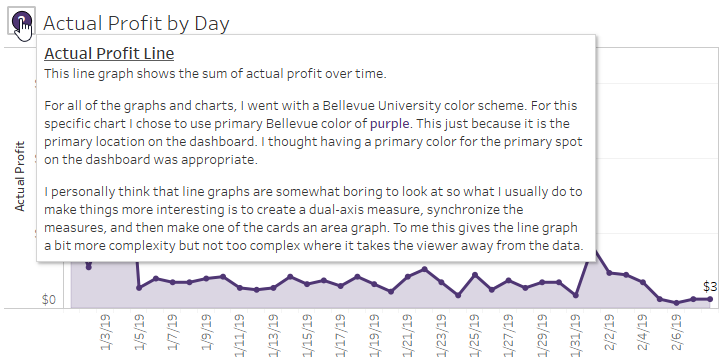 Actual Profit by Day
Actual Profit Line
This line graph shows the sum of actual profit over time.
For all of the graphs and charts, I went with a Bellevue University color scheme. For this
specific chart I chose to use primary Bellevue color of purple. This just because it is the
primary location on the dashboard. I thought having a primary color for the primary spot
on the dashboard was appropriate.
I personally think that line graphs are somewhat boring to look at so what I usually do to
make things more interesting is to create a dual-axis measure, synchronize the
measures, and then make one of the cards an area graph. To me this gives the line graph
a bit more complexity but not too complex where it takes the viewer away from the data.
Actual Profit
$0
$3
1/3/19
1/5/19
1/7/19
1/9/19
1/11/19
1/13/19
1/15/19
1/17/19
1/19/19
1/21/19
1/23/19
1/25/19
1/27/19
1/29/19
1/31/19
2/2/19
2/4/19
2/6/19